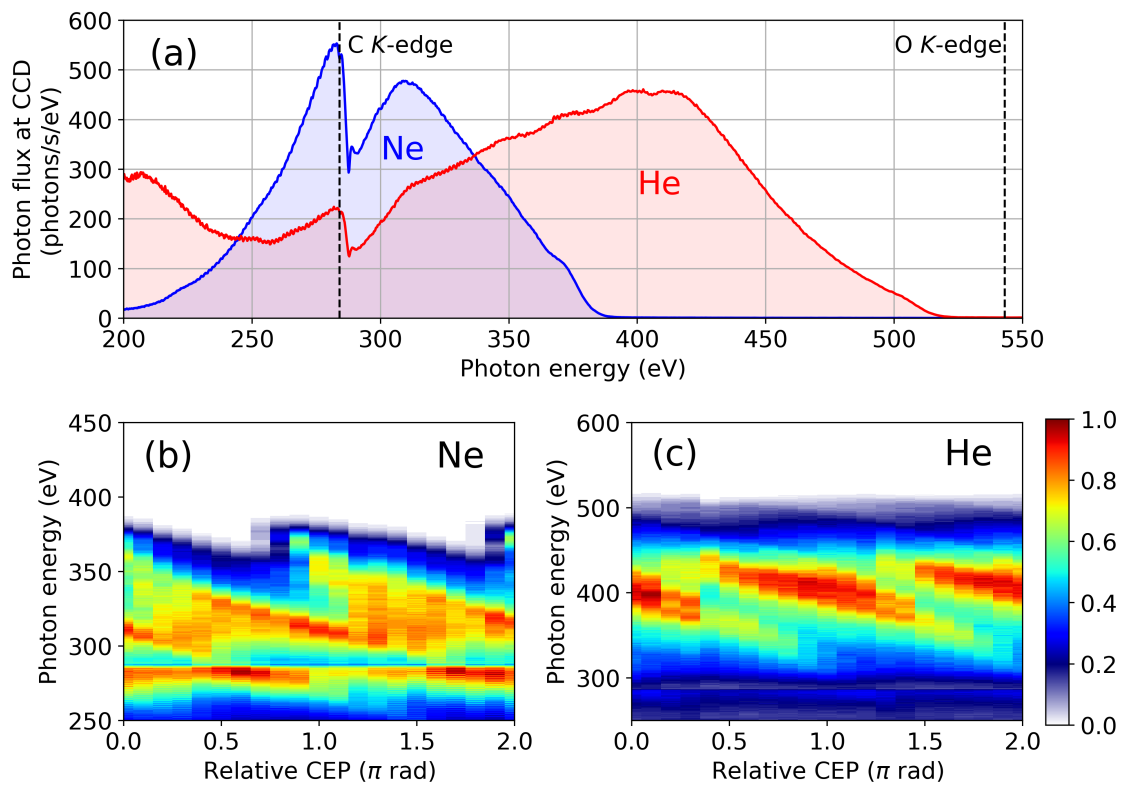 (a)
C K-edge
O K-edge
Ne
He
Photon flux at CCD
(photons/s/eV)
600
500
400
300
200
100
0
200
250
300
350
400
450
500
550
Photon energy (eV)
(b)
Ne
Photon energy (eV)
450
400
350
300
250
0.0
0.5
1.0
1.5
2.0
Relative CEP (π rad)
(c)
He
Photon energy (eV)
600
500
400
300
0.0
0.5
1.0
1.5
2.0
Relative CEP (π rad)
1.0
0.8
0.6
0.4
0.2
0.0